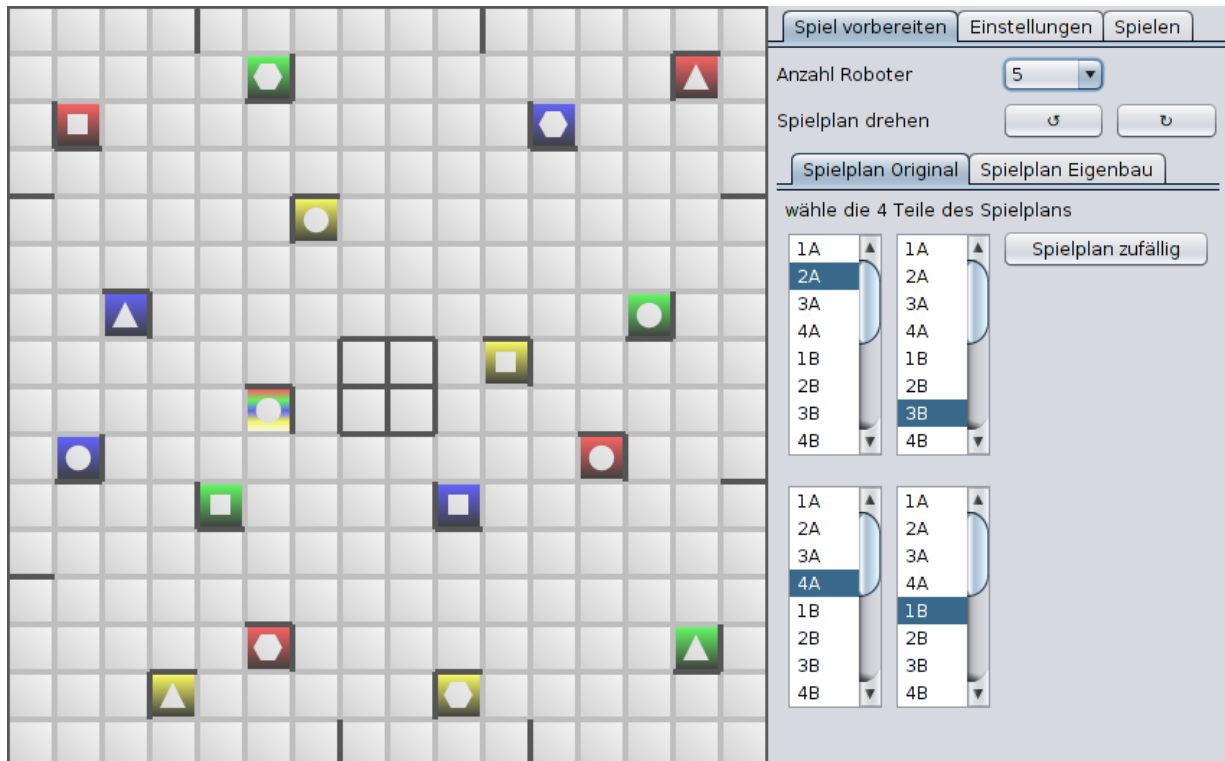 Spiel vorbereiten Einstellungen Spielen
Anzahl Roboter 5
Spielplan drehen ↺ ↻
Spielplan Original Spielplan Eigenbau
wähle die 4 Teile des Spielplans
1A 1A Spielplan zufällig
2A 2A
3A 3A
4A 4A
1B 1B
2B 2B
3B 3B
4B 4B
1A 1A
2A 2A
3A 3A
4A 4A
1B 1B
2B 2B
3B 3B
4B 4B